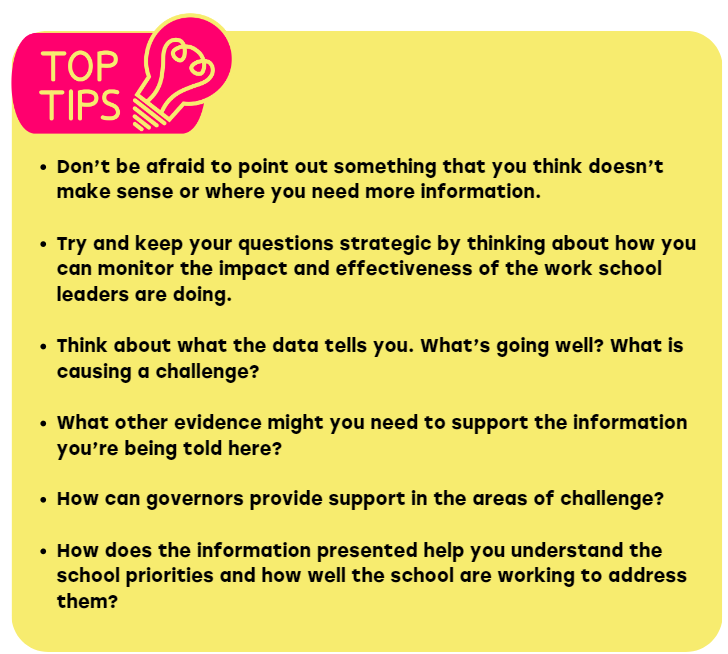 TOP
TIPS
• Don’t be afraid to point out something that you think doesn’t
make sense or where you need more information.
• Try and keep your questions strategic by thinking about how you
can monitor the impact and effectiveness of the work school
leaders are doing.
• Think about what the data tells you. What’s going well? What is
causing a challenge?
• What other evidence might you need to support the information
you’re being told here?
• How can governors provide support in the areas of challenge?
• How does the information presented help you understand the
school priorities and how well the school are working to address
them?